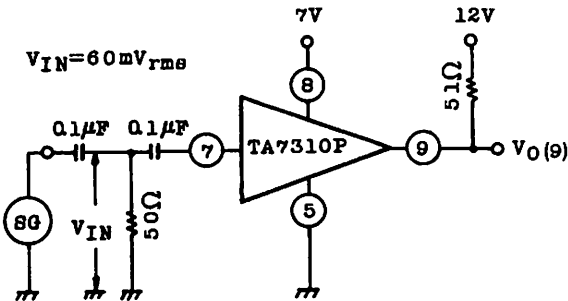 7V
12V
VIN=60mVrms
8
51Ω
0.1μF
0.1μF
7
TA7310P
9
VO(9)
SG
VIN
50Ω
5